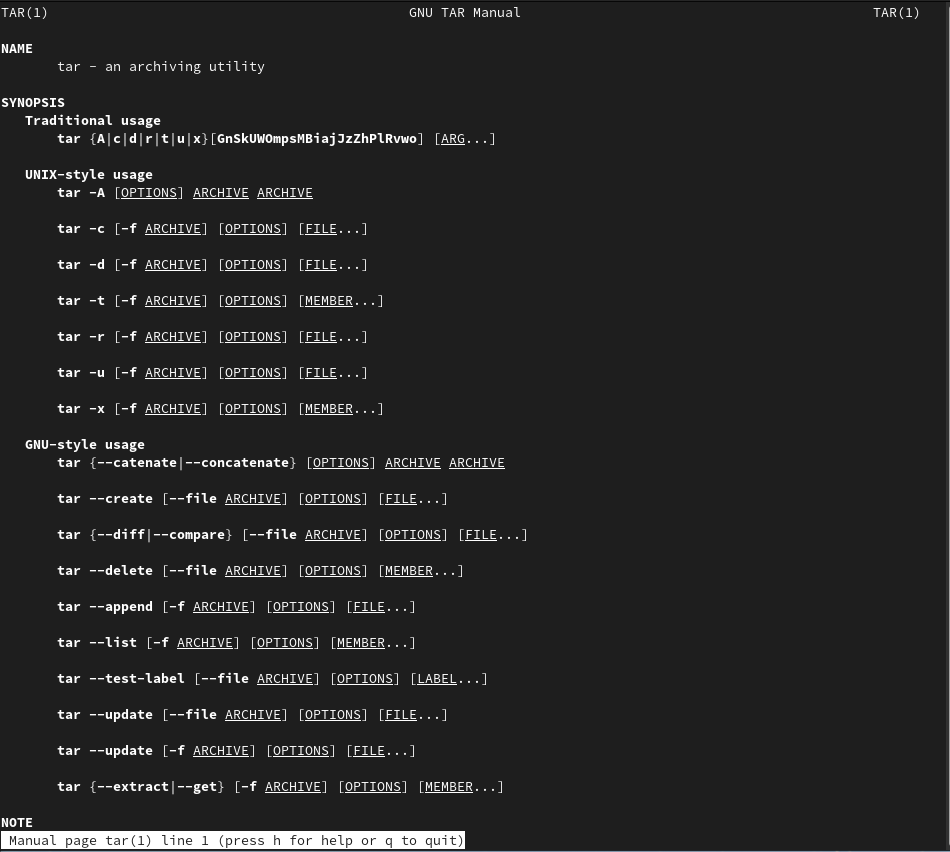 TAR(1) GNU TAR Manual TAR(1)
NAME
tar - an archiving utility
SYNOPSIS
Traditional usage
tar {A|c|d|r|t|u|x}[GnSkUWOmpsMBiajJzZhPlRvwo] [ARG...]
UNIX-style usage
tar -A [OPTIONS] ARCHIVE ARCHIVE
tar -c [-f ARCHIVE] [OPTIONS] [FILE...]
tar -d [-f ARCHIVE] [OPTIONS] [FILE...]
tar -t [-f ARCHIVE] [OPTIONS] [MEMBER...]
tar -r [-f ARCHIVE] [OPTIONS] [FILE...]
tar -u [-f ARCHIVE] [OPTIONS] [FILE...]
tar -x [-f ARCHIVE] [OPTIONS] [MEMBER...]
GNU-style usage
tar {--catenate|--concatenate} [OPTIONS] ARCHIVE ARCHIVE
tar --create [--file ARCHIVE] [OPTIONS] [FILE...]
tar {--diff|--compare} [--file ARCHIVE] [OPTIONS] [FILE...]
tar --delete [--file ARCHIVE] [OPTIONS] [MEMBER...]
tar --append [-f ARCHIVE] [OPTIONS] [FILE...]
tar --list [-f ARCHIVE] [OPTIONS] [MEMBER...]
tar --test-label [--file ARCHIVE] [OPTIONS] [LABEL...]
tar --update [--file ARCHIVE] [OPTIONS] [FILE...]
tar --update [-f ARCHIVE] [OPTIONS] [FILE...]
tar {--extract|--get} [-f ARCHIVE] [OPTIONS] [MEMBER...]
NOTE
Manual page tar(1) line 1 (press h for help or q to quit)